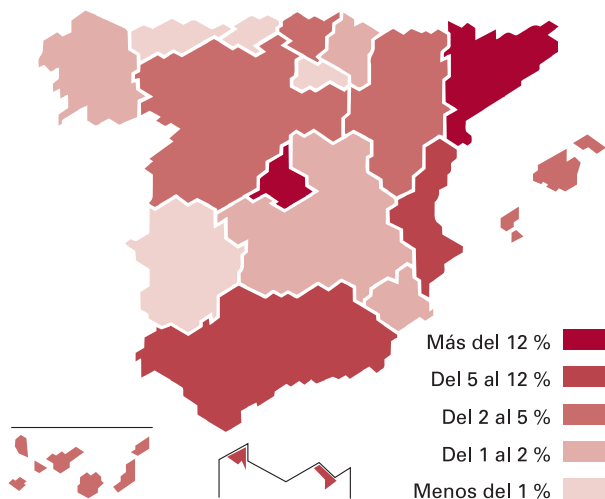 Más del 12 %
Del 5 al 12 %
Del 2 al 5 %
Del 1 al 2 %
Menos del 1 %